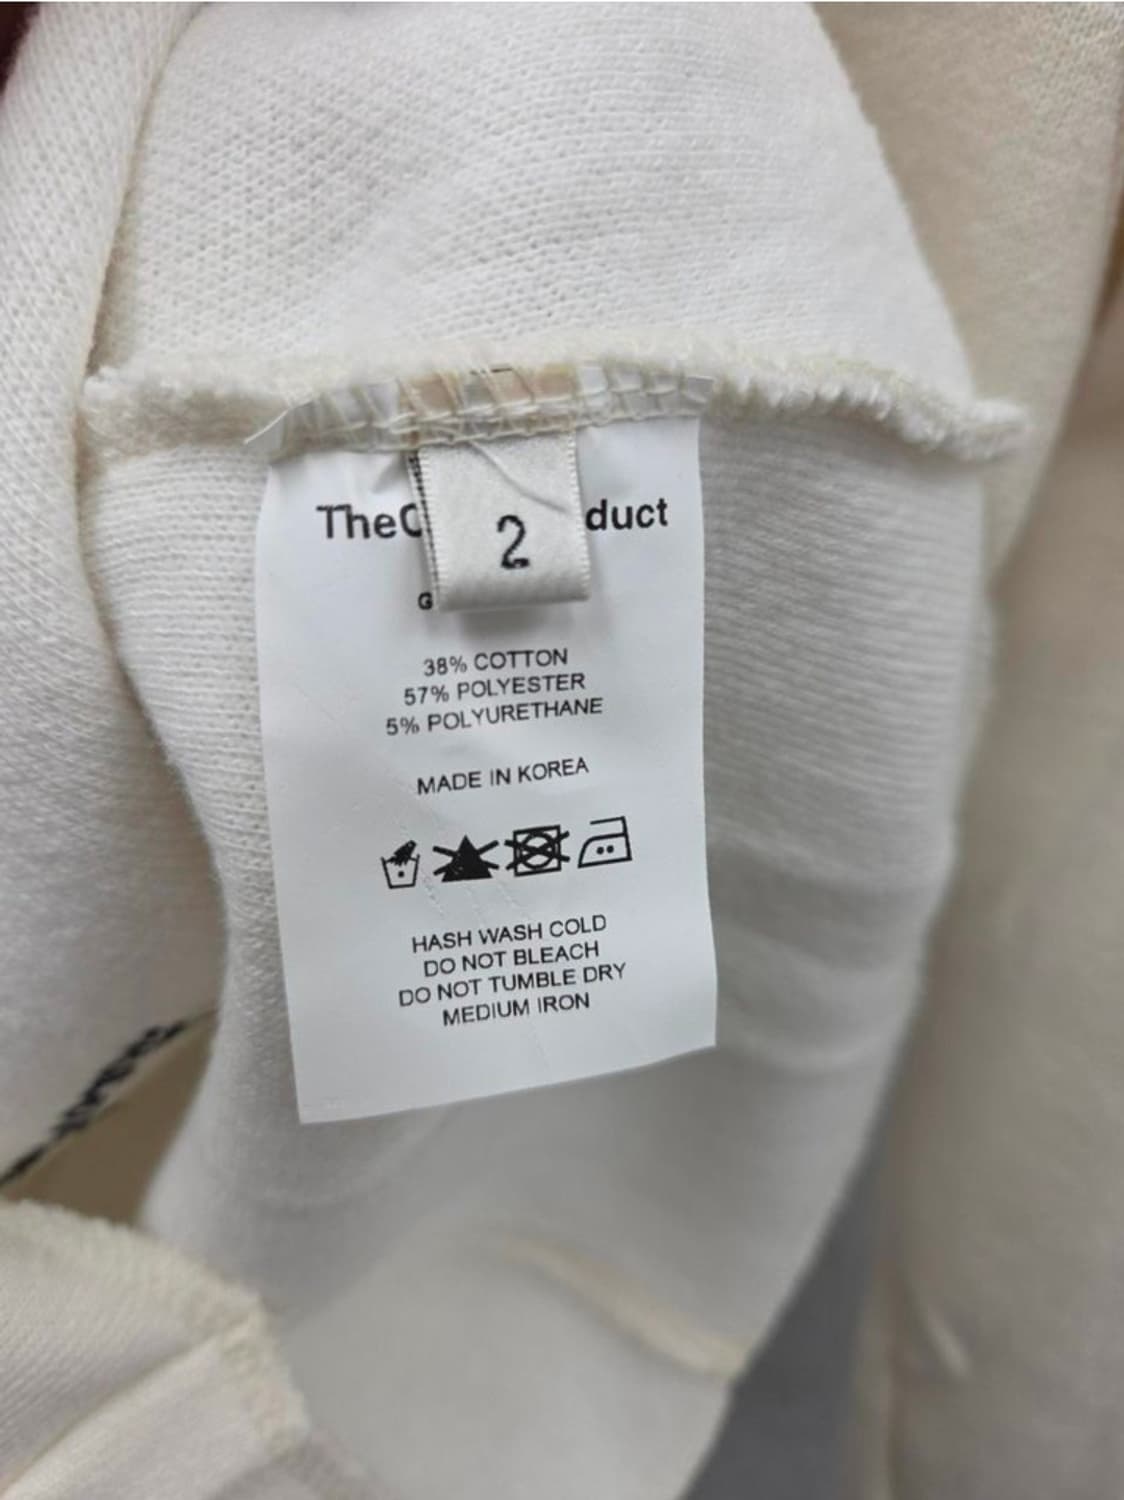 TheC duct
2
G
38% COTTON
57% POLYESTER
5% POLYURETHANE
MADE IN KOREA
HASH WASH COLD
DO NOT BLEACH
DO NOT TUMBLE DRY
MEDIUM IRON